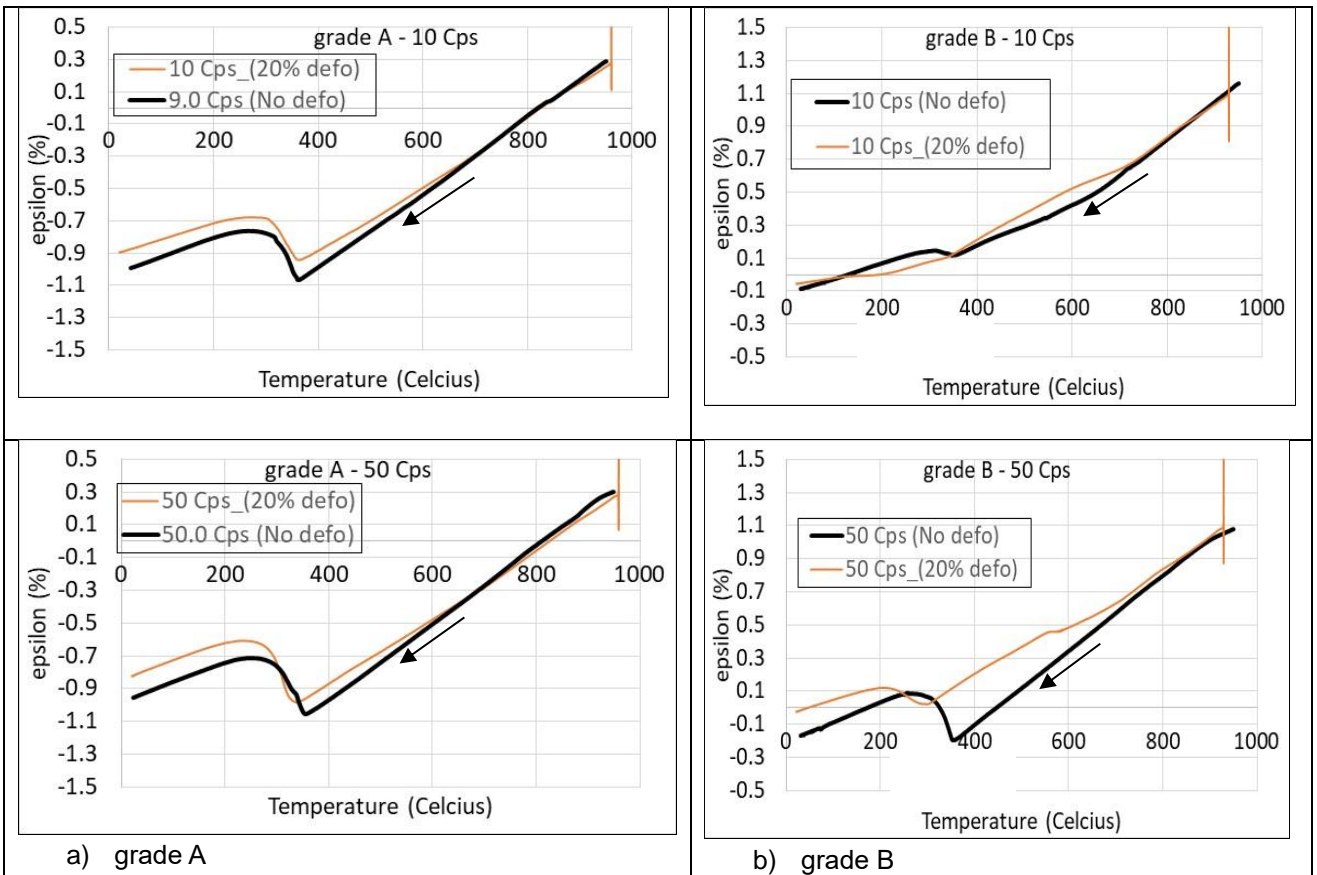 grade A - 10 Cps
10 Cps_(20% defo)
9.0 Cps (No defo)
epsilon (%)
0.5
0.3
0.1
-0.1
-0.3
-0.5
-0.7
-0.9
-1.1
-1.3
-1.5
0 200 400 600 800 1000
Temperature (Celcius)
grade B - 10 Cps
10 Cps (No defo)
10 Cps_(20% defo)
epsilon (%)
1.5
1.3
1.1
0.9
0.7
0.5
0.3
0.1
-0.1
-0.3
-0.5
0 200 400 600 800 1000
Temperature (Celcius)
grade A - 50 Cps
50 Cps_(20% defo)
50.0 Cps (No defo)
epsilon (%)
0.5
0.3
0.1
-0.1
-0.3
-0.5
-0.7
-0.9
-1.1
-1.3
-1.5
0 200 400 600 800 1000
Temperature (Celcius)
grade B - 50 Cps
50 Cps (No defo)
50 Cps_(20% defo)
epsilon (%)
1.5
1.3
1.1
0.9
0.7
0.5
0.3
0.1
-0.1
-0.3
-0.5
0 200 400 600 800 1000
Temperature (Celcius)
a) grade A
b) grade B